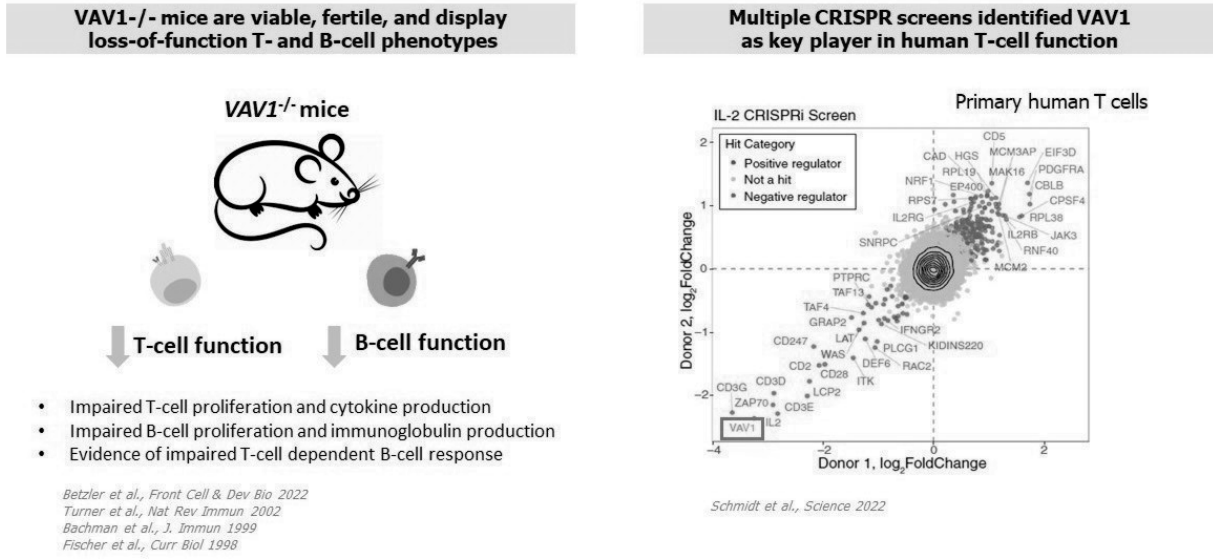 VAV1-/- mice are viable, fertile, and display
loss-of-function T- and B-cell phenotypes
VAV1-/- mice
T-cell function
B-cell function
• Impaired T-cell proliferation and cytokine production
• Impaired B-cell proliferation and immunoglobulin production
• Evidence of impaired T-cell dependent B-cell response
Betzler et al., Front Cell & Dev Bio 2022
Turner et al., Nat Rev Immun 2002
Bachman et al., J. Immun 1999
Fischer et al., Curr Biol 1998
Multiple CRISPR screens identified VAV1
as key player in human T-cell function
Primary human T cells
IL-2 CRISPRi Screen
Hit Category
Positive regulator
Not a hit
Negative regulator
CD5
CAD HGS MCM3AP EIF3D
RPL19 MAK16 PDGFRA
NRF1 EP400 CBLB
RPS7 CPSF4
IL2RG RPL38
SNRPC IL2RB JAK3
RNF40
MCM2
PTPRC
TAF13
TAF4
GRAP2 IFNGR2
LAT KIDINS220
CD247 WAS PLCG1
CD2 DEF6 RAC2
CD28 ITK
CD3D LCP2
CD3G CD3E
ZAP70
VAV1 IL2
2
1
0
−1
−2
−4
−2
0
2
Donor 2, log2FoldChange
Donor 1, log2FoldChange
Schmidt et al., Science 2022